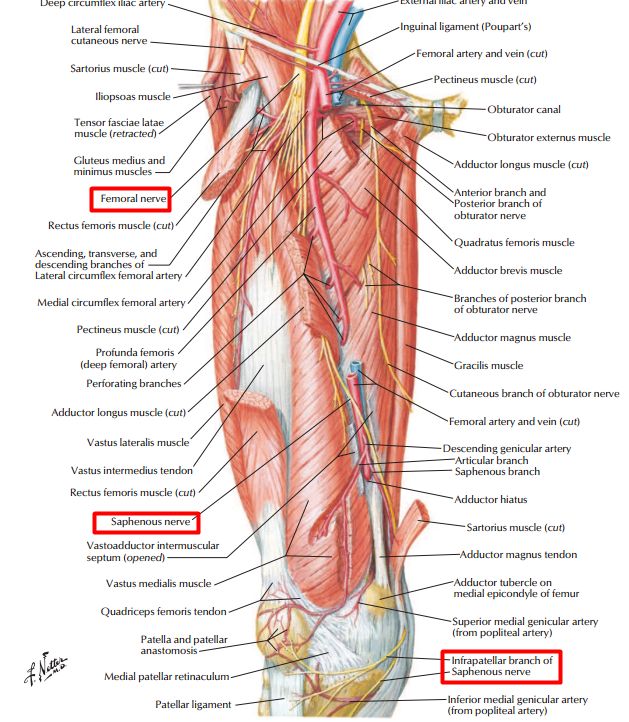 Deep circumflex iliac artery
External iliac artery and vein
Lateral femoral
cutaneous nerve
Sartorius muscle (cut)
Iliopsoas muscle
Tensor fasciae latae
muscle (retracted)
Gluteus medius and
minimus muscles
Femoral nerve
Rectus femoris muscle (cut)
Ascending, transverse, and
descending branches of
Lateral circumflex femoral artery
Medial circumflex femoral artery
Pectineus muscle (cut)
Profunda femoris
(deep femoral) artery
Perforating branches
Adductor longus muscle (cut)
Vastus lateralis muscle
Vastus intermedius tendon
Rectus femoris muscle (cut)
Saphenous nerve
Vastoadductor intermuscular
septum (opened)
Vastus medialis muscle
Quadriceps femoris tendon
Patella and patellar
anastomosis
Medial patellar retinaculum
Patellar ligament
Inguinal ligament (Poupart's)
Femoral artery and vein (cut)
Pectineus muscle (cut)
Obturator canal
Obturator externus muscle
Adductor longus muscle (cut)
Anterior branch and
Posterior branch of
obturator nerve
Quadratus femoris muscle
Adductor brevis muscle
Branches of posterior branch
of obturator nerve
Adductor magnus muscle
Gracilis muscle
Cutaneous branch of obturator nerve
Femoral artery and vein (cut)
Descending genicular artery
Articular branch
Saphenous branch
Adductor hiatus
Sartorius muscle (cut)
Adductor magnus tendon
Adductor tubercle on
medial epicondyle of femur
Superior medial genicular artery
(from popliteal artery)
Infrapatellar branch of
Saphenous nerve
Inferior medial genicular artery
(from popliteal artery)
F. Netter
M.D.